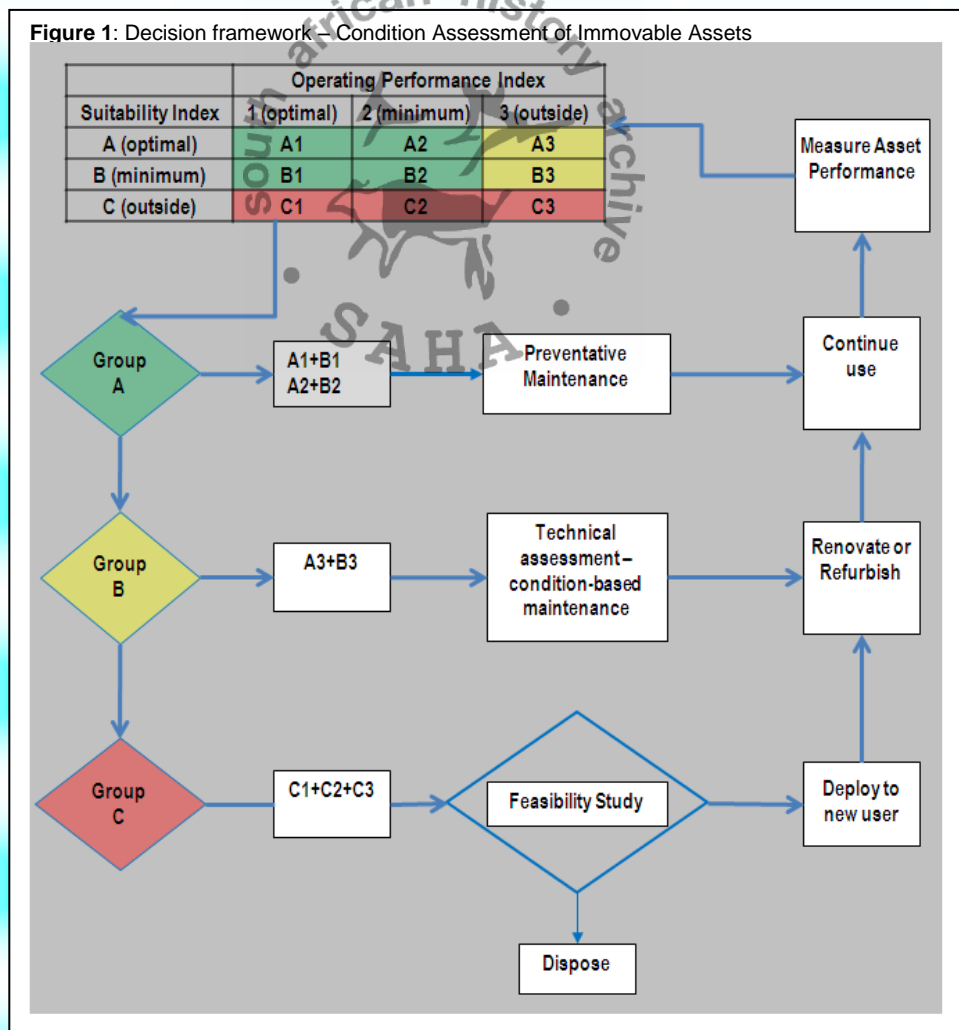 Figure 1: Decision framework – Condition Assessment of Immovable Assets
Operating Performance Index
Suitability Index 1 (optimal) 2 (minimum) 3 (outside)
A (optimal) A1 A2 A3
B (minimum) B1 B2 B3
C (outside) C1 C2 C3
Measure Asset
Performance
south african history archive
• SAHA •
Group
A
A1+B1
A2+B2
Preventative
Maintenance
Continue
use
Group
B
A3+B3
Technical
assessment –
condition-based
maintenance
Renovate or
Refurbish
Group
C
C1+C2+C3
Feasibility Study
Deploy to
new user
Dispose